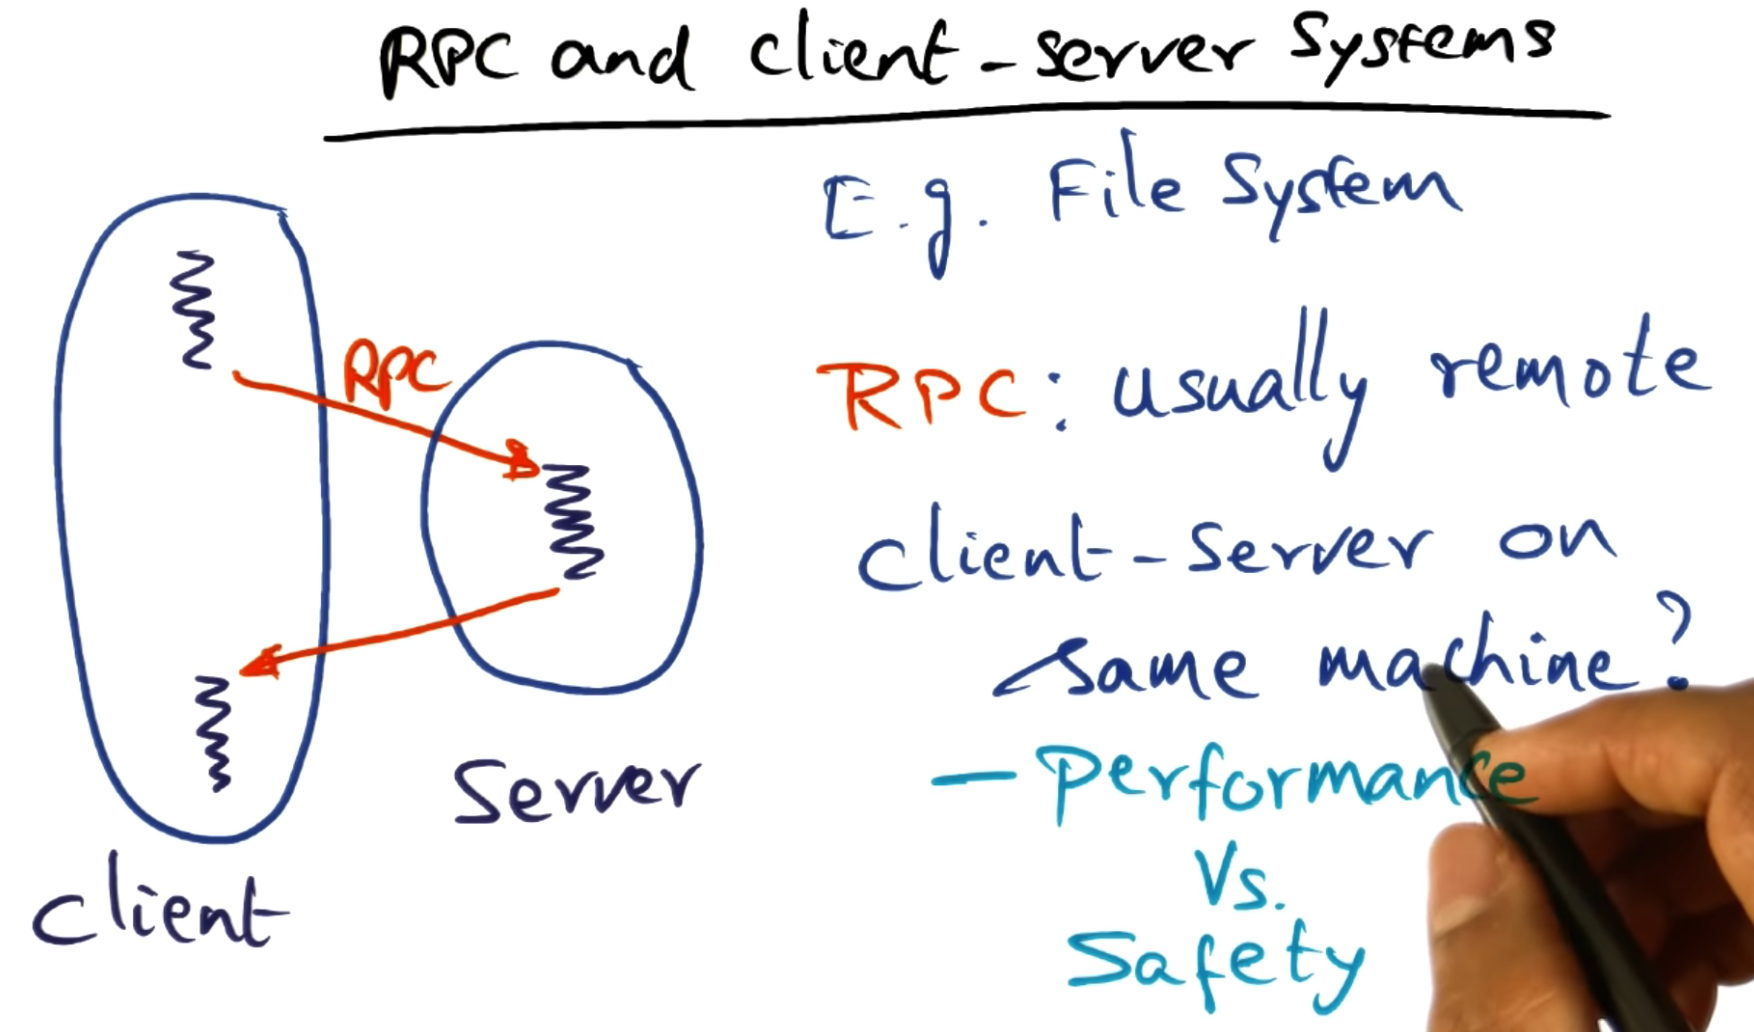 RPC and client-server Systems
E.g. File System
RPC
RPC: usually remote
client-server on
same machine?
- Performance
Vs.
Safety
Server
client